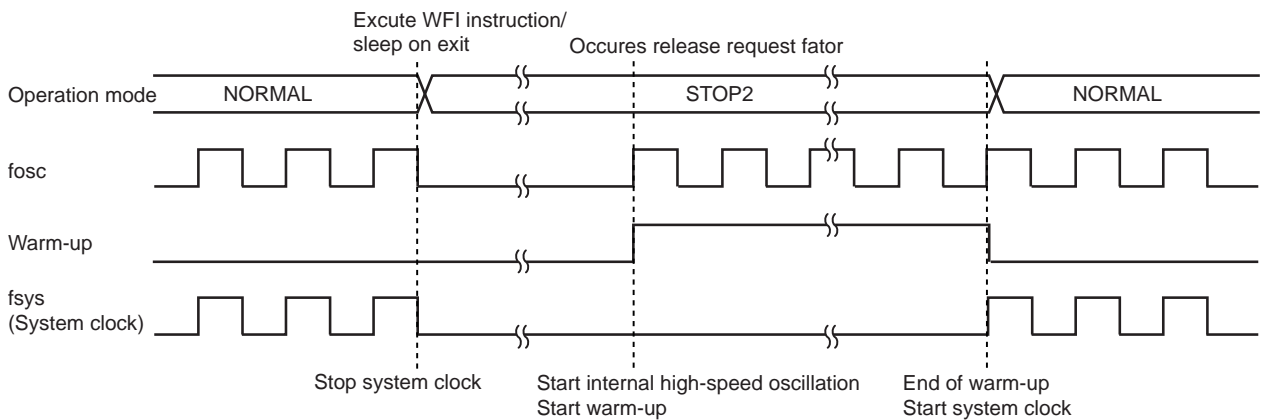 Excute WFI instruction/
sleep on exit
Occures release request fator
Operation mode
NORMAL
STOP2
NORMAL
fosc
Warm-up
fsys
(System clock)
Stop system clock
Start internal high-speed oscillation
Start warm-up
End of warm-up
Start system clock